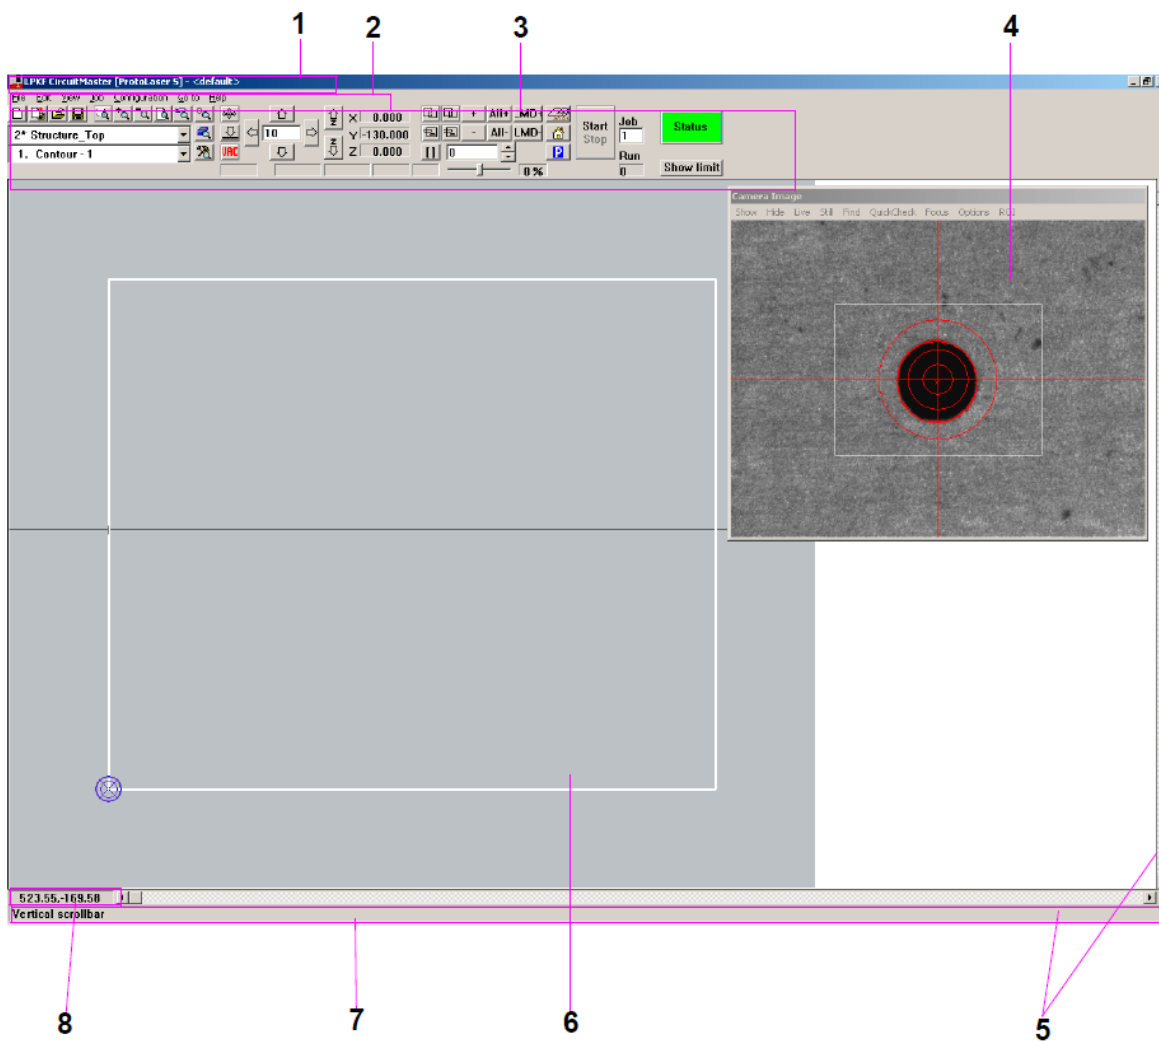 1
2
3
4
LPKF CircuitMaster [ProtoLaser S] - <default>
File Edit View Job Configuration Go to Help
2* Structure_Top
1. Contour - 1
VAC
10
X 0.000
Y -130.000
Z 0.000
+ All+ LMD+
- All- LMD-
[ ] 0
0 %
P
Start
Stop
Job
1
Run
0
Status
Show limit
Camera Image
Show Hide Live Still Find QuickCheck Focus Options ROI
523.55,-169.58
Vertical scrollbar
8
7
6
5